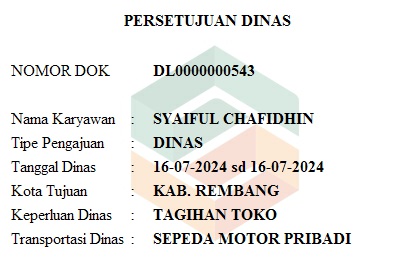 PERSETUJUAN DINAS
NOMOR DOK DL0000000543
Nama Karyawan : SYAIFUL CHAFIDHIN
Tipe Pengajuan : DINAS
Tanggal Dinas : 16-07-2024 sd 16-07-2024
Kota Tujuan : KAB. REMBANG
Keperluan Dinas : TAGIHAN TOKO
Transportasi Dinas : SEPEDA MOTOR PRIBADI